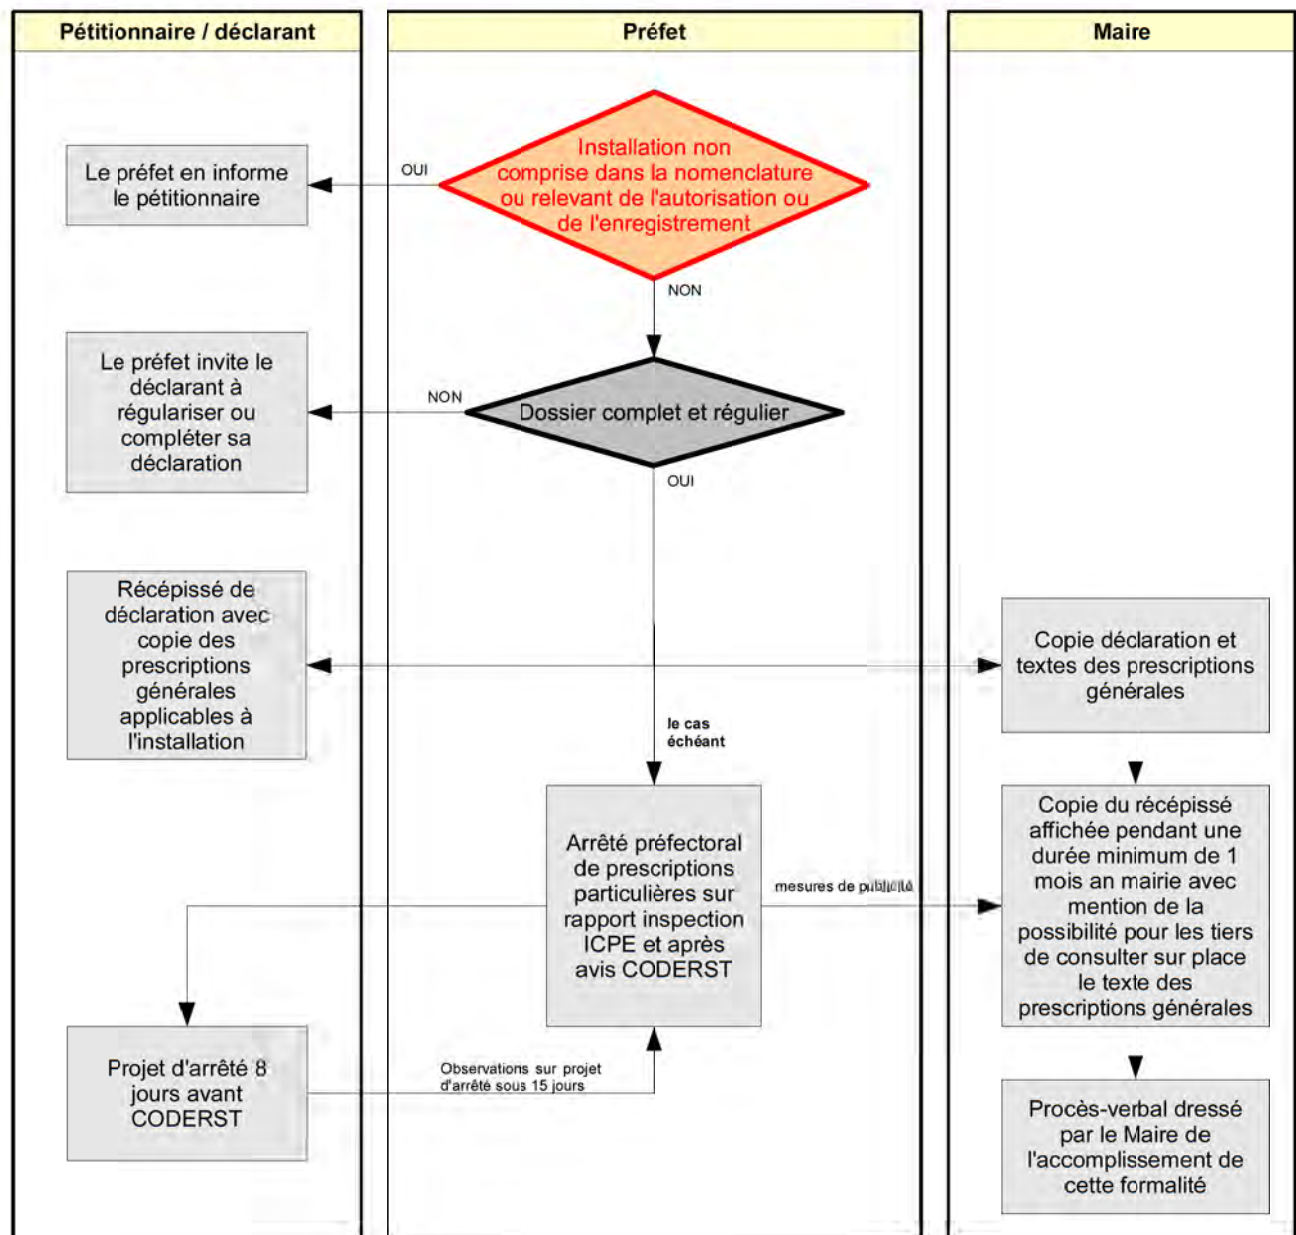 Pétitionnaire / déclarant
Préfet
Maire
Installation non
comprise dans la nomenclature
ou relevant de l'autorisation ou
de l'enregistrement
OUI
Le préfet en informe
le pétitionnaire
NON
Dossier complet et régulier
NON
Le préfet invite le
déclarant à
régulariser ou
compléter sa
déclaration
OUI
Récépissé de
déclaration avec
copie des
prescriptions
générales
applicables à
l'installation
Copie déclaration et
textes des prescriptions
générales
le cas
échéant
Arrêté préfectoral
de prescriptions
particulières sur
rapport inspection
ICPE et après
avis CODERST
mesures de publicité
Copie du récépissé
affichée pendant une
durée minimum de 1
mois an mairie avec
mention de la
possibilité pour les tiers
de consulter sur place
le texte des
prescriptions générales
Projet d'arrêté 8
jours avant
CODERST
Observations sur projet
d'arrêté sous 15 jours
Procès-verbal dressé
par le Maire de
l'accomplissement de
cette formalité